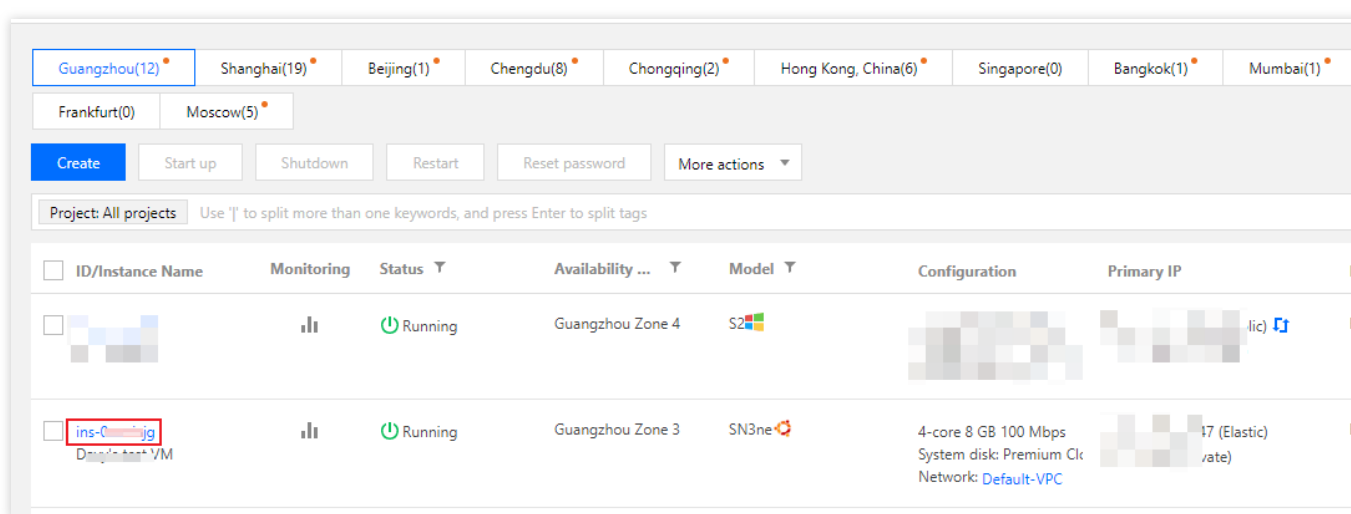 Guangzhou(12) Shanghai(19) Beijing(1) Chengdu(8) Chongqing(2) Hong Kong, China(6) Singapore(0) Bangkok(1) Mumbai(1)
Frankfurt(0) Moscow(5)
Create Start up Shutdown Restart Reset password More actions
Project: All projects Use '|' to split more than one keywords, and press Enter to split tags
ID/Instance Name Monitoring Status Availability ... Model Configuration Primary IP
Running Guangzhou Zone 4 S2
Running Guangzhou Zone 3 SN3ne 4-core 8 GB 100 Mbps (Elastic)
VM System disk: Premium
Network: Default-VPC